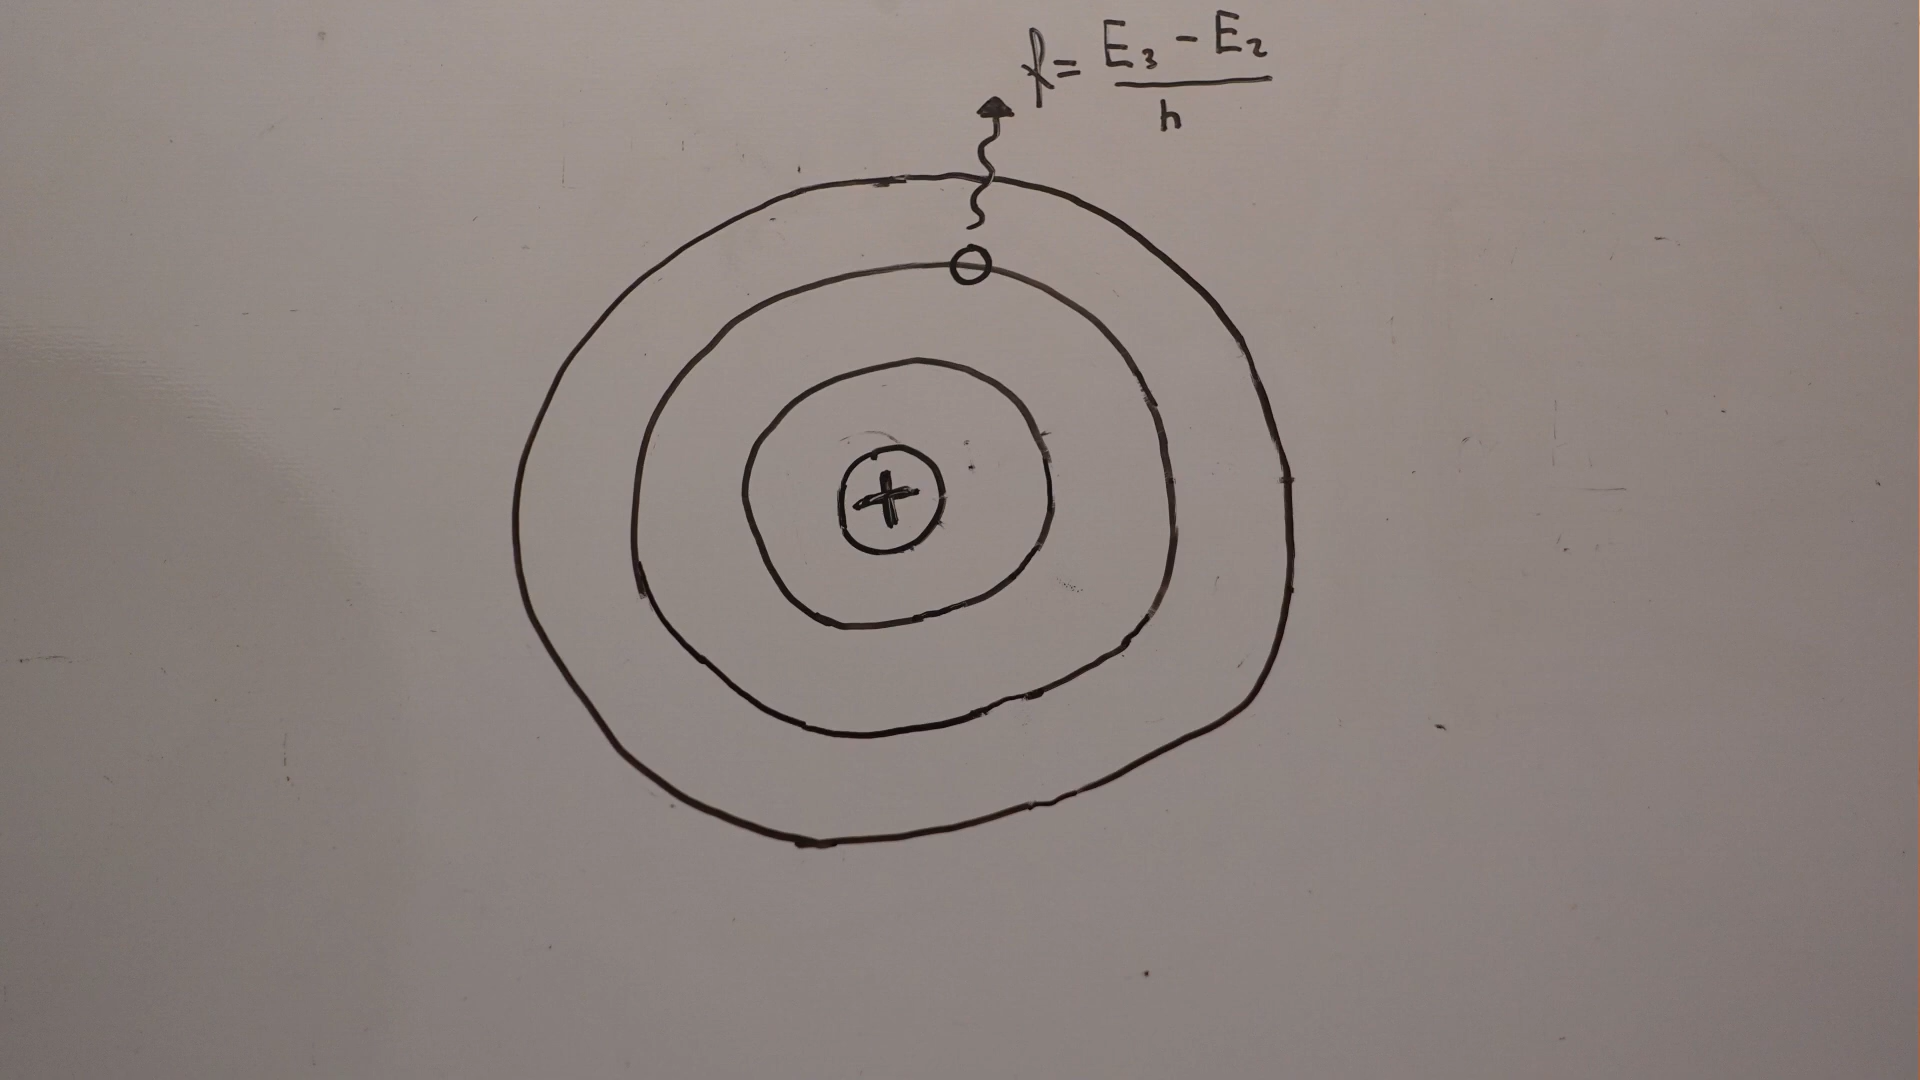 f = E₃ - E₂
h
+